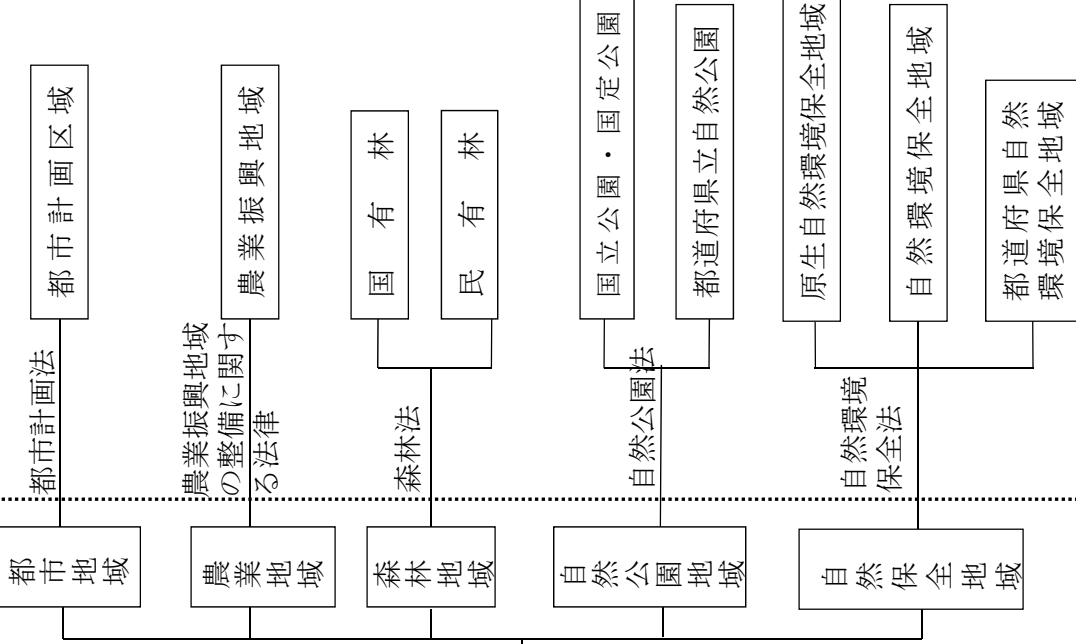 都市計画区域
農業振興地域
国有林
民有林
国立公園・国定公園
都道府県立自然公園
原生自然環境保全地域
自然環境保全地域
都道府県自然
環境保全地域
都市計画法
農業振興地域
の整備に関す
る法律
森林法
自然公園法
自然環境
保全法
都市地域
農業地域
森林地域
自然公園地域
自然保全地域